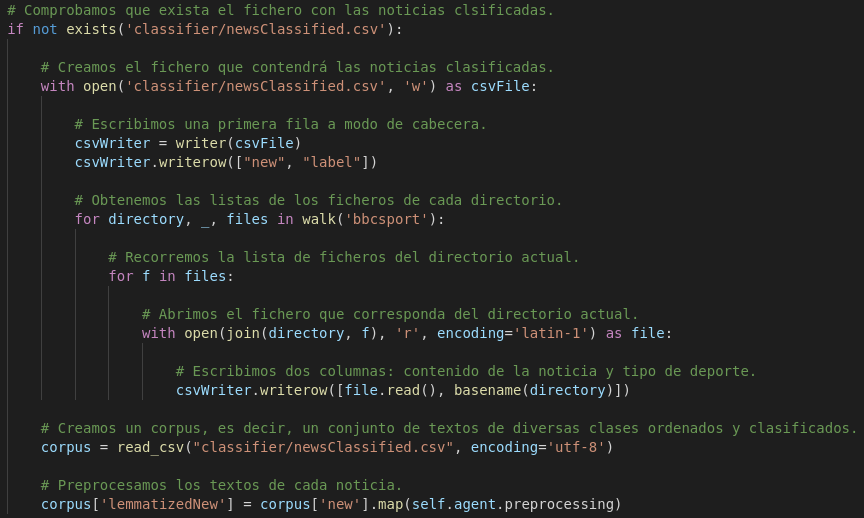 # Comprobamos que exista el fichero con las noticias clsificadas.
if not exists('classifier/newsClassified.csv'):
# Creamos el fichero que contendrá las noticias clasificadas.
with open('classifier/newsClassified.csv', 'w') as csvFile:
# Escribimos una primera fila a modo de cabecera.
csvWriter = writer(csvFile)
csvWriter.writerow(["new", "label"])
# Obtenemos las listas de los ficheros de cada directorio.
for directory, _, files in walk('bbcsport'):
# Recorremos la lista de ficheros del directorio actual.
for f in files:
# Abrimos el fichero que corresponda del directorio actual.
with open(join(directory, f), 'r', encoding='latin-1') as file:
# Escribimos dos columnas: contenido de la noticia y tipo de deporte.
csvWriter.writerow([file.read(), basename(directory)])
# Creamos un corpus, es decir, un conjunto de textos de diversas clases ordenados y clasificados.
corpus = read_csv("classifier/newsClassified.csv", encoding='utf-8')
# Preprocesamos los textos de cada noticia.
corpus['lemmatizedNew'] = corpus['new'].map(self.agent.preprocessing)